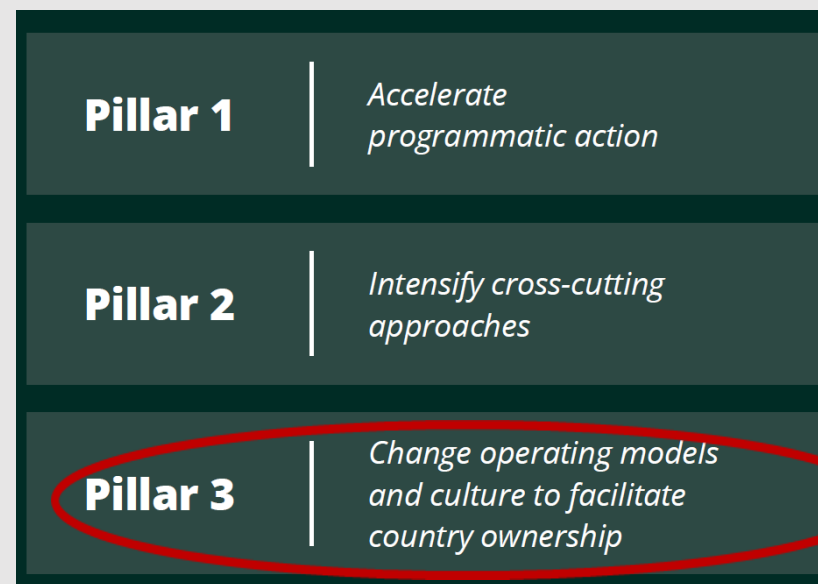 Pillar 1
Accelerate
programmatic action
Pillar 2
Intensify cross-cutting
approaches
Pillar 3
Change operating models
and culture to facilitate
country ownership